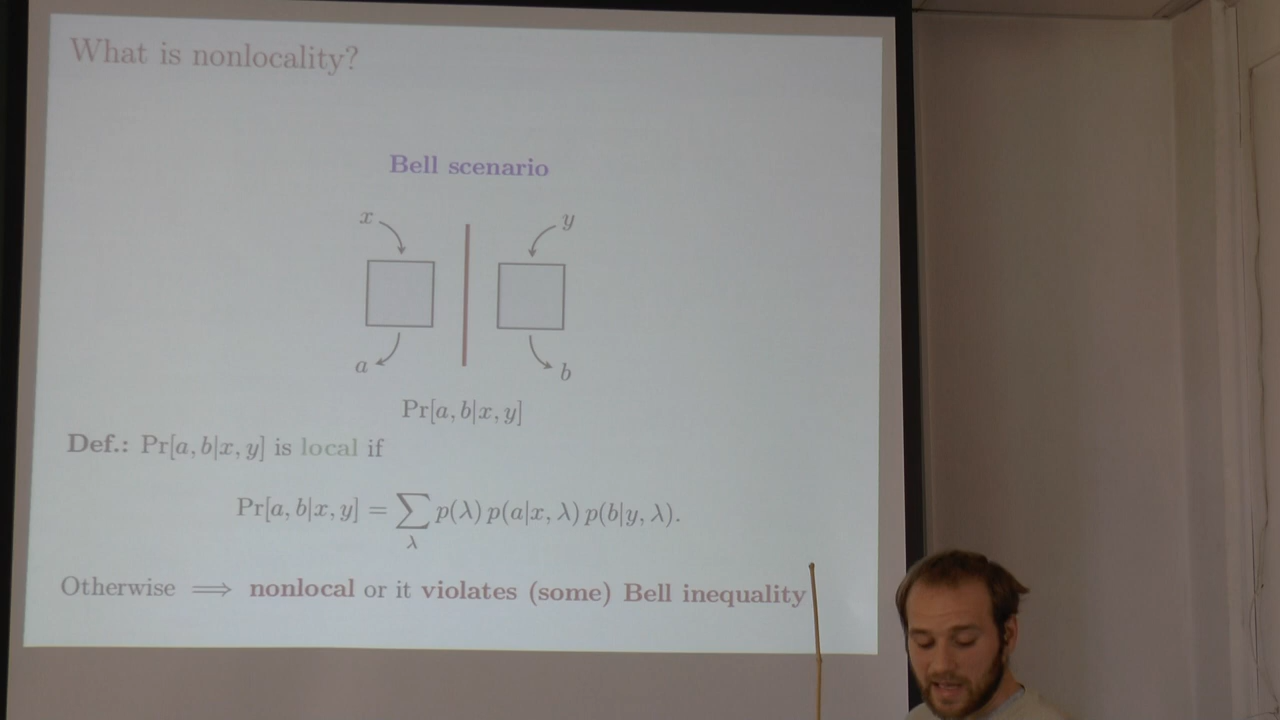 What is nonlocality?
Bell scenario
x y
a b
Pr[a, b|x, y]
Def.: Pr[a, b|x, y] is local if
Pr[a, b|x, y] = ∑ p(λ) p(a|x, λ) p(b|y, λ).
λ
Otherwise ⟹ nonlocal or it violates (some) Bell inequality